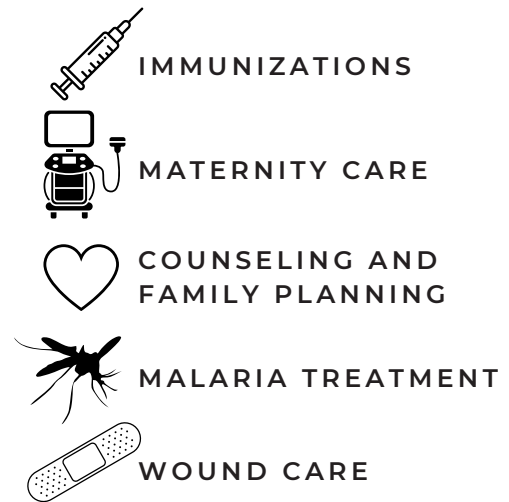 IMMUNIZATIONS
MATERNITY CARE
COUNSELING AND
FAMILY PLANNING
MALARIA TREATMENT
WOUND CARE